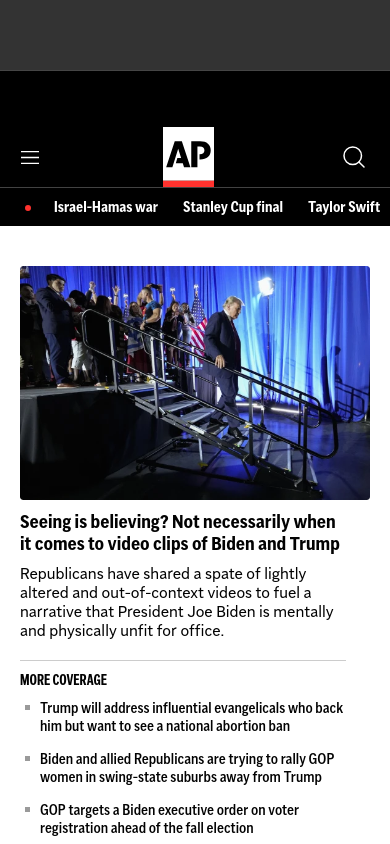 AP
Israel-Hamas war Stanley Cup final Taylor Swift
Seeing is believing? Not necessarily when
it comes to video clips of Biden and Trump
Republicans have shared a spate of lightly
altered and out-of-context videos to fuel a
narrative that President Joe Biden is mentally
and physically unfit for office.
MORE COVERAGE
Trump will address influential evangelicals who back
him but want to see a national abortion ban
Biden and allied Republicans are trying to rally GOP
women in swing-state suburbs away from Trump
GOP targets a Biden executive order on voter
registration ahead of the fall election